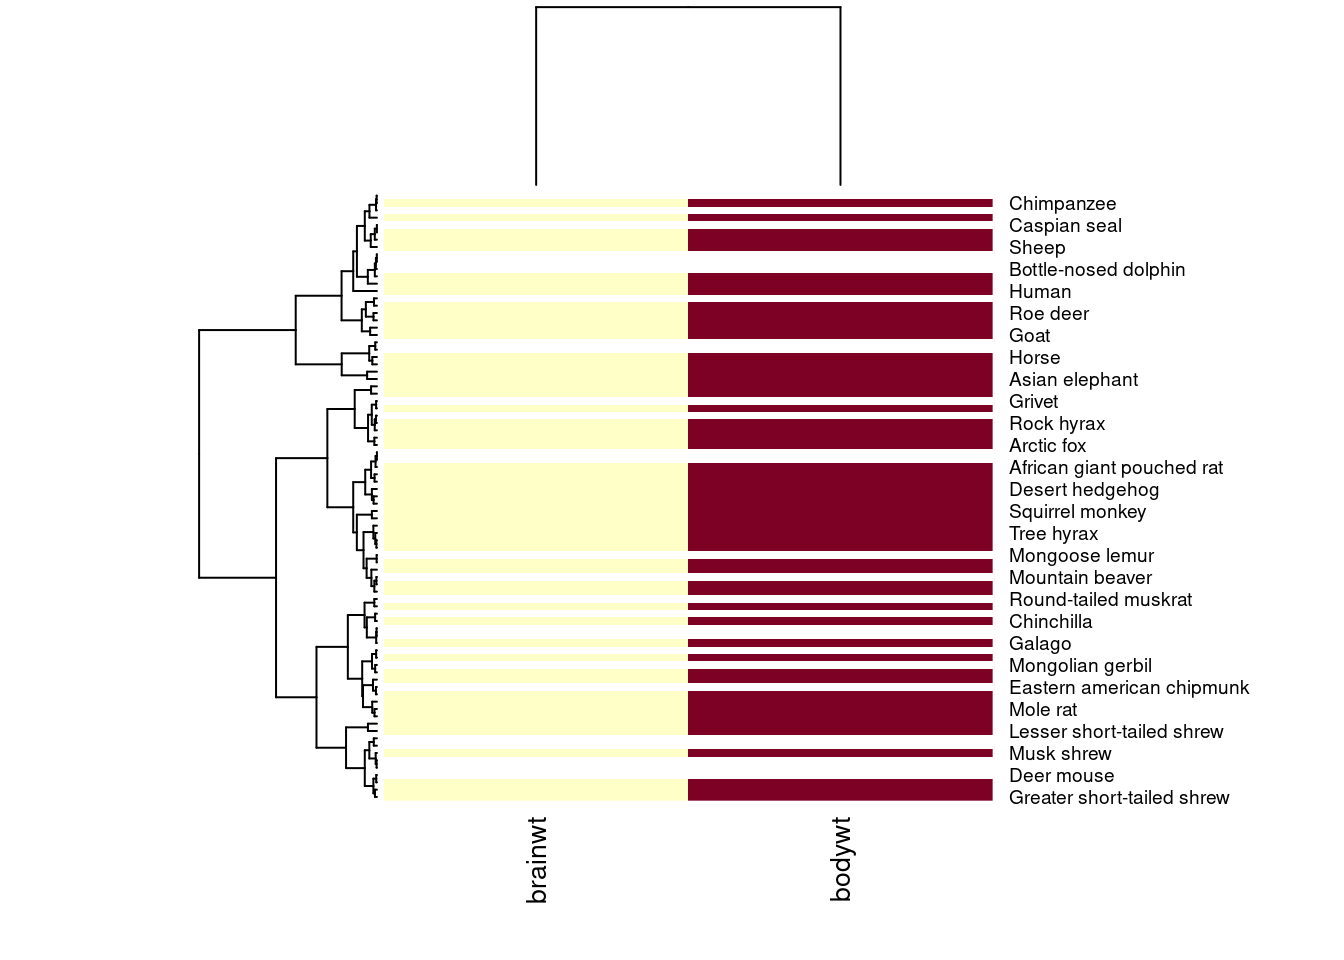 Chimpanzee
Caspian seal
Sheep
Bottle-nosed dolphin
Human
Roe deer
Goat
Horse
Asian elephant
Grivet
Rock hyrax
Arctic fox
African giant pouched rat
Desert hedgehog
Squirrel monkey
Tree hyrax
Mongoose lemur
Mountain beaver
Round-tailed muskrat
Chinchilla
Galago
Mongolian gerbil
Eastern american chipmunk
Mole rat
Lesser short-tailed shrew
Musk shrew
Deer mouse
Greater short-tailed shrew
brainwt
bodywt